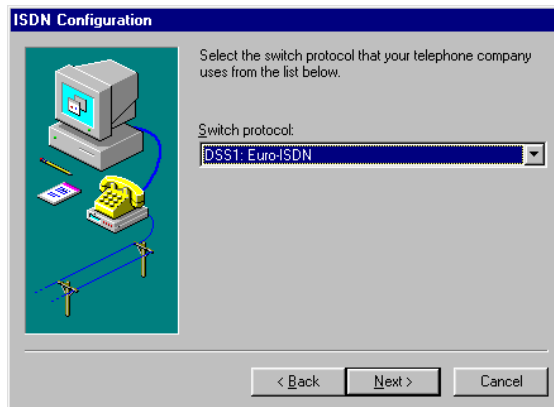 ISDN Configuration
Select the switch protocol that your telephone company
uses from the list below.
Switch protocol:
DSS1: Euro-ISDN
< Back
Next >
Cancel